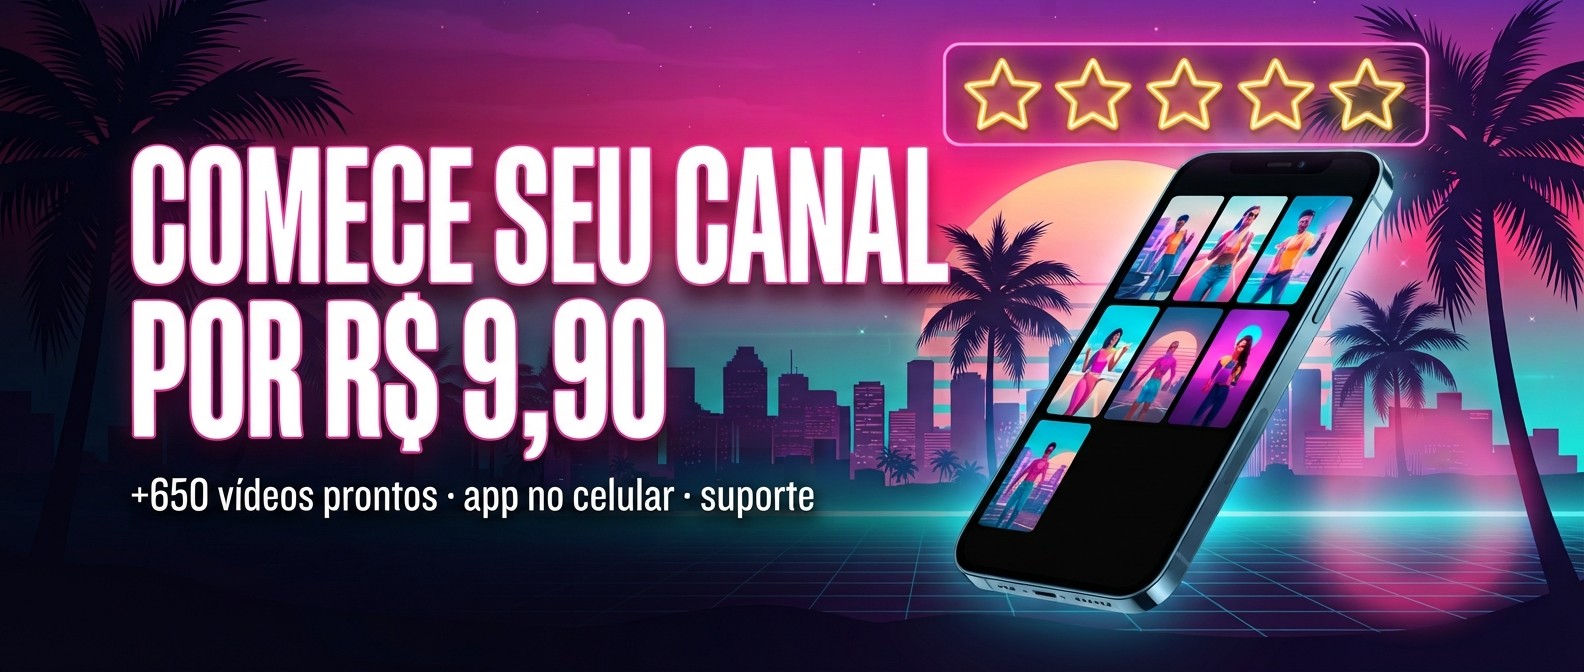 COMECE SEU CANAL
POR R$ 9,90
+650 vídeos prontos · app no celular · suporte